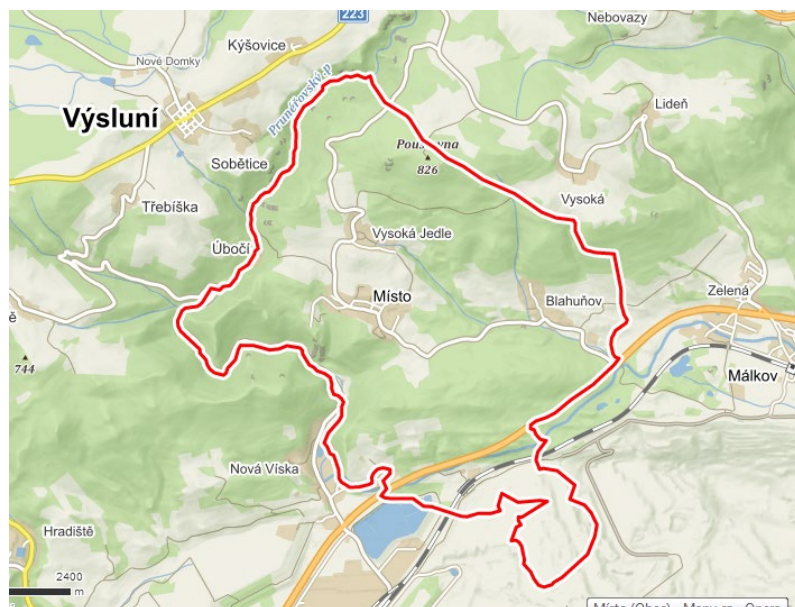 223
Nebovazy
Kýšovice
Nové Domky
Výsluní
Prunéřovský p
Lideň
Sobětice
826
Vysoká
Třebíška
Vysoká Jedle
Úbočí
Místo
Blahuňov
Zelená
ě
744
Málkov
Nová Víska
Hradiště
2400
m